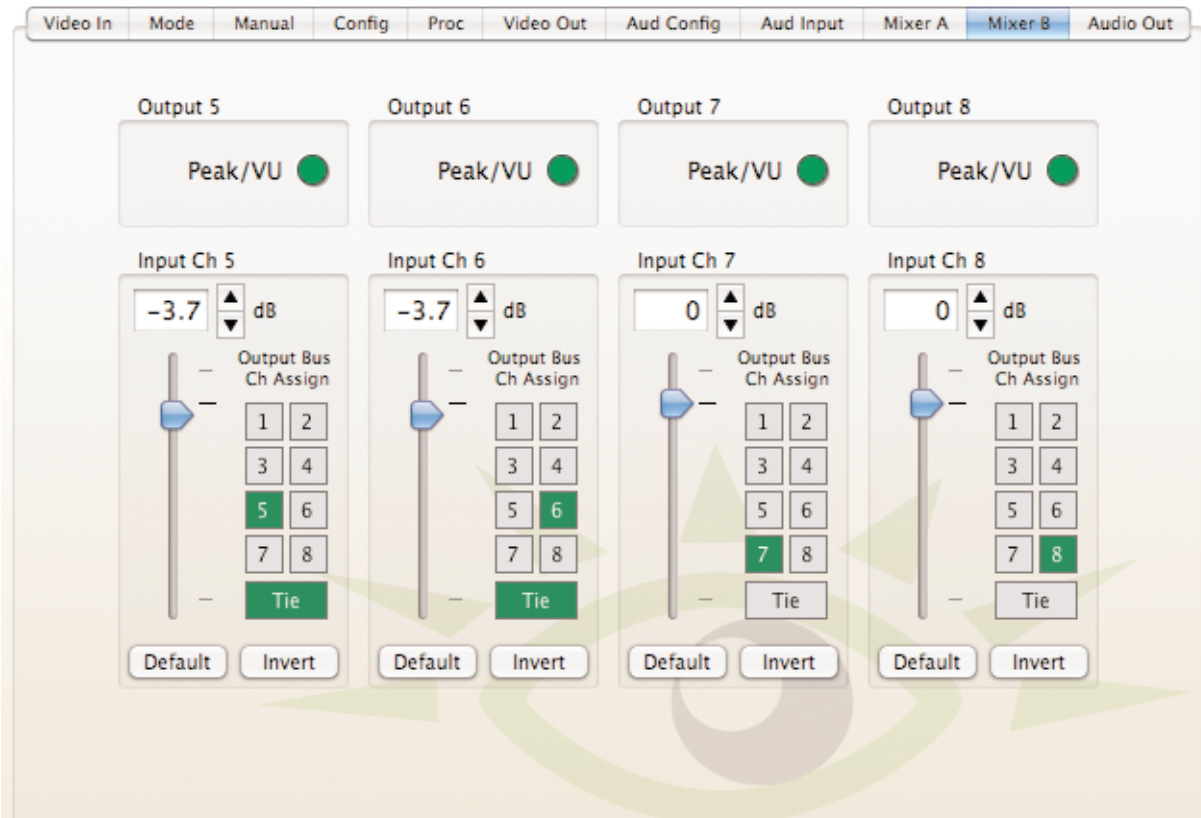 Video In Mode Manual Config Proc Video Out Aud Config Aud Input Mixer A Mixer B Audio Out
Output 5 Output 6 Output 7 Output 8
Peak/VU Peak/VU Peak/VU Peak/VU
Input Ch 5 Input Ch 6 Input Ch 7 Input Ch 8
-3.7 dB -3.7 dB 0 dB 0 dB
Output Bus Output Bus Output Bus Output Bus
Ch Assign Ch Assign Ch Assign Ch Assign
1 2 1 2 1 2 1 2
3 4 3 4 3 4 3 4
5 6 5 6 5 6 5 6
7 8 7 8 7 8 7 8
Tie Tie Tie Tie
Default Invert Default Invert Default Invert Default Invert